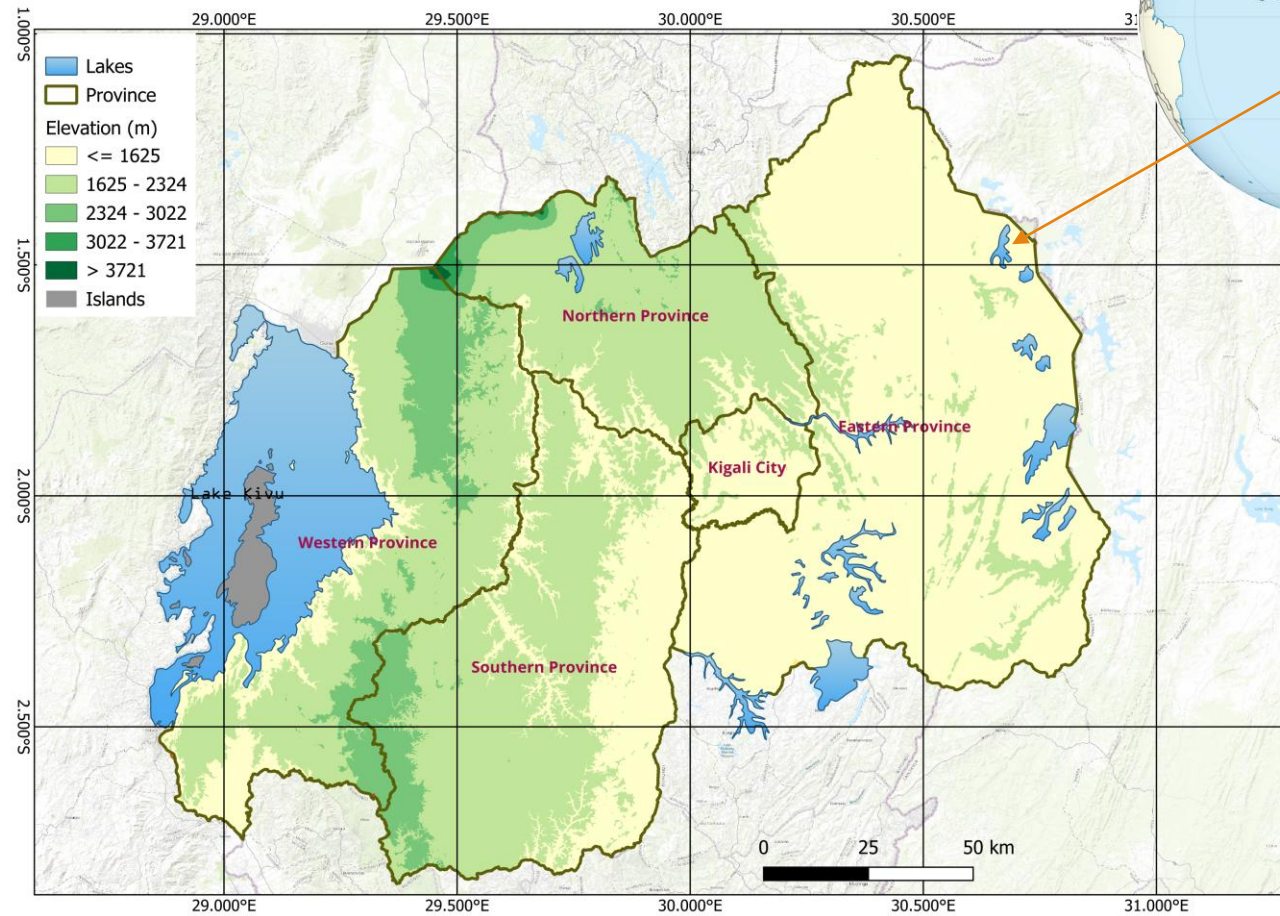 29.000°E 29.500°E 30.000°E 30.500°E
1.000°S
1.500°S
2.000°S
2.500°S
Lakes
Province
Elevation (m)
<= 1625
1625 - 2324
2324 - 3022
3022 - 3721
> 3721
Islands
Northern Province
Eastern Province
Kigali City
Lake Kivu
Western Province
Southern Province
0 25 50 km
29.000°E 29.500°E 30.000°E 30.500°E 31.000°E